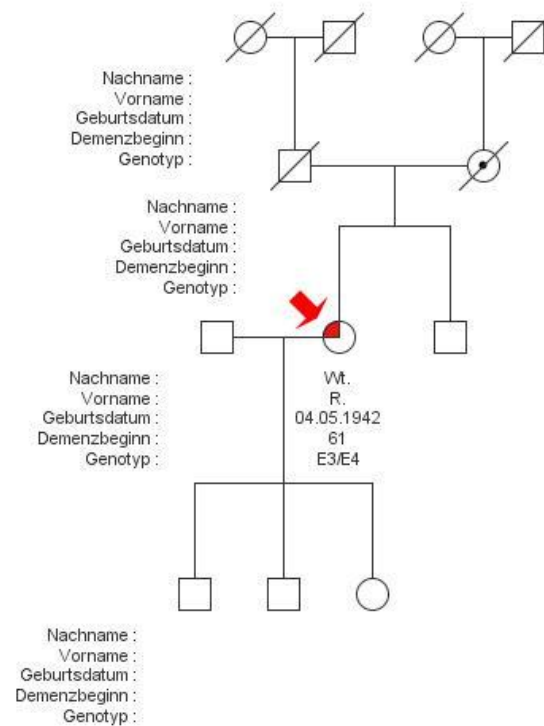 Nachname :
Vorname :
Geburtsdatum :
Demenzbeginn :
Genotyp :
Nachname :
Vorname :
Geburtsdatum :
Demenzbeginn :
Genotyp :
Nachname : Wt.
Vorname : R.
Geburtsdatum : 04.05.1942
Demenzbeginn : 61
Genotyp : E3/E4
Nachname :
Vorname :
Geburtsdatum :
Demenzbeginn :
Genotyp :